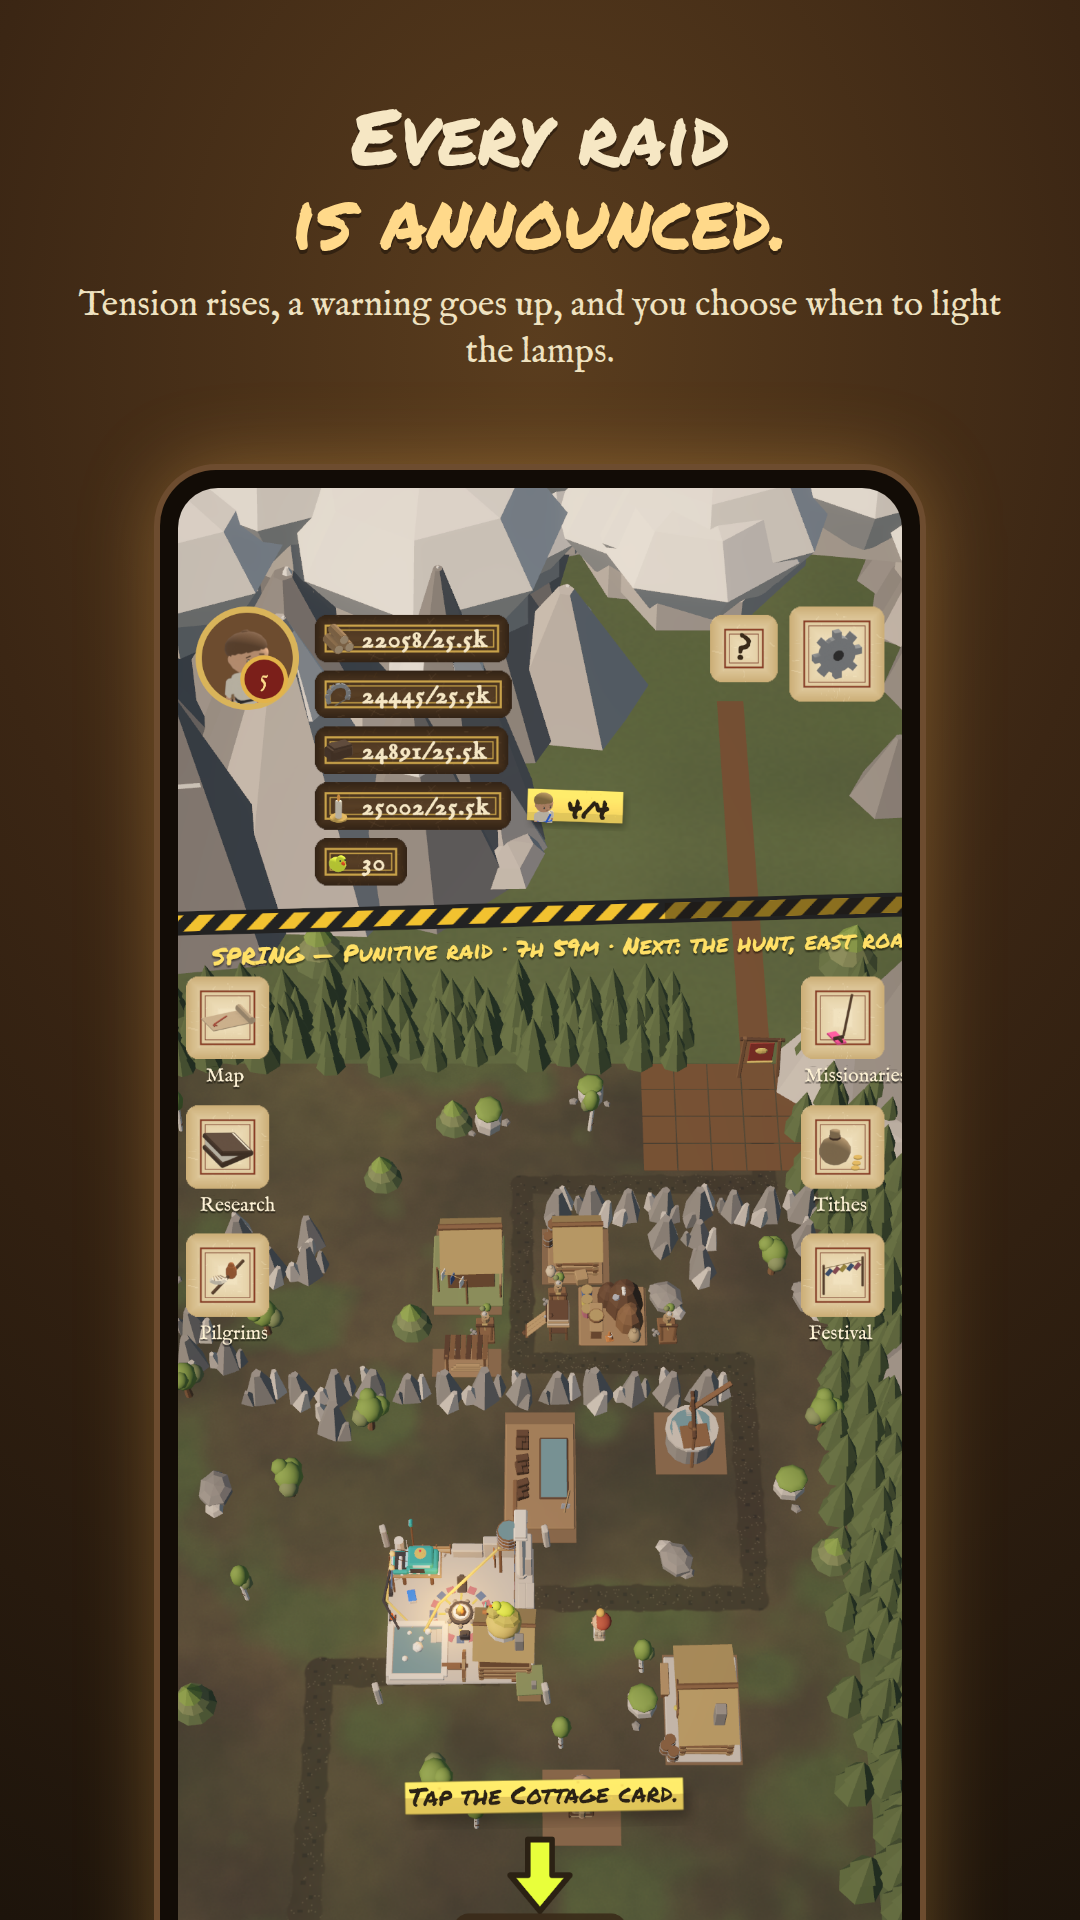 Every raid
is announced.
Tension rises, a warning goes up, and you choose when to light
the lamps.
5
22058/25.5k
24445/25.5k
24891/25.5k
25002/25.5k
4/4
30
?
SPRING — Punitive raid · 7h 59m · Next: the hunt, east roa
Map
Missionaries
Research
Tithes
Pilgrims
Festival
Tap the Cottage card.